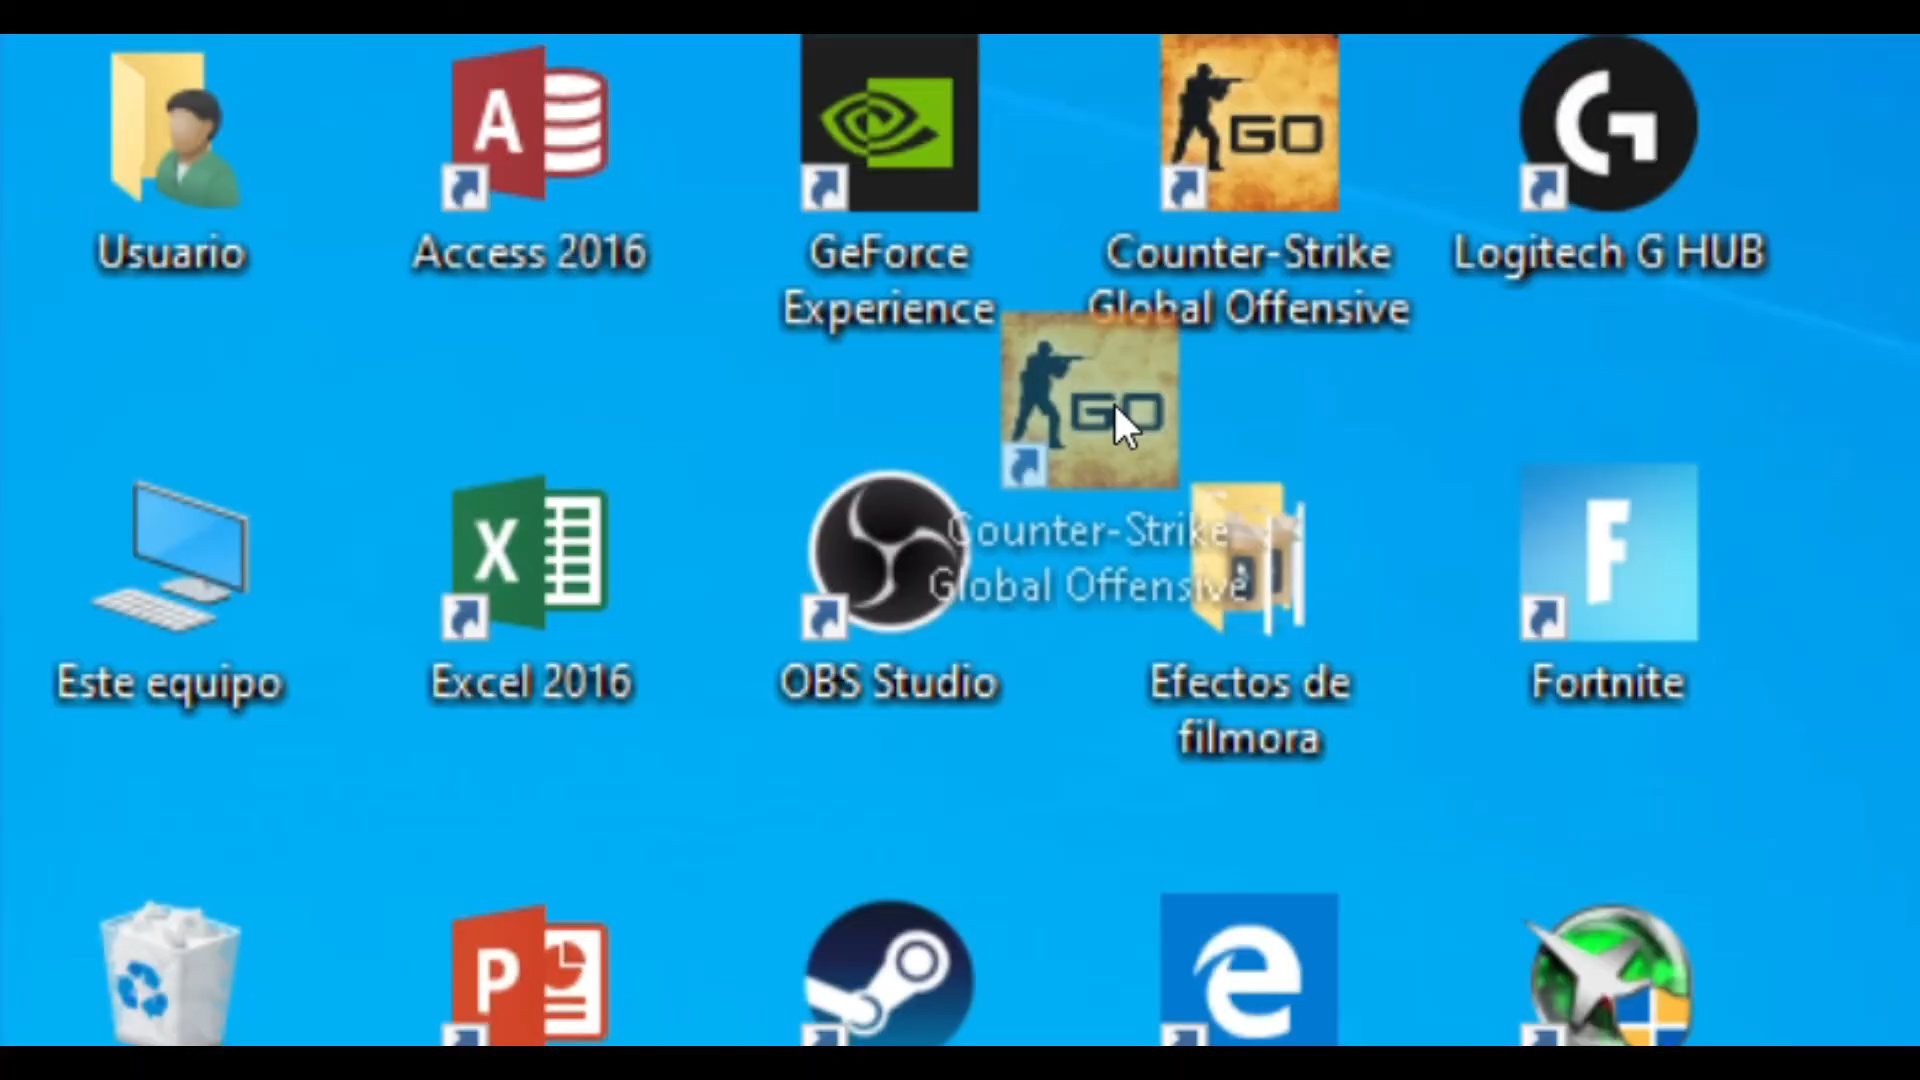 Usuario
Access 2016
GeForce
Experience
Counter-Strike
Global Offensive
Logitech G HUB
GO
GO
Counter-Strike
Global Offensive
Este equipo
Excel 2016
OBS Studio
Efectos de
filmora
Fortnite
A
X
P
F